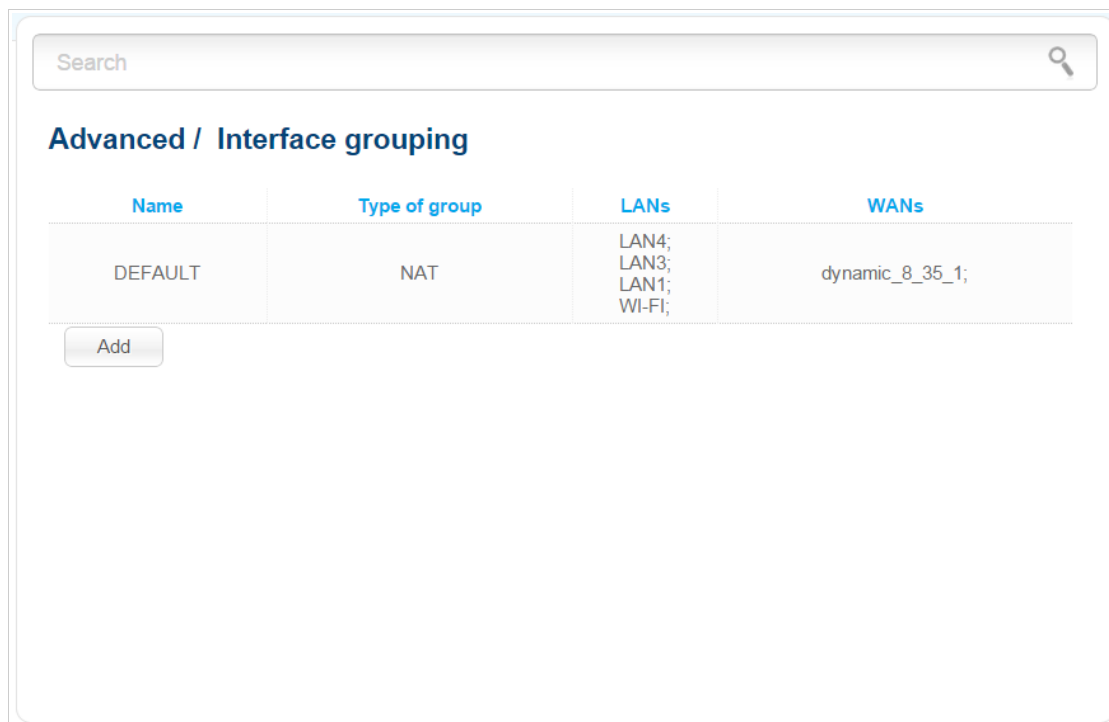 Search
Advanced / Interface grouping
Name Type of group LANs WANs
DEFAULT NAT LAN4; dynamic_8_35_1;
LAN3;
LAN1;
WI-FI;
Add